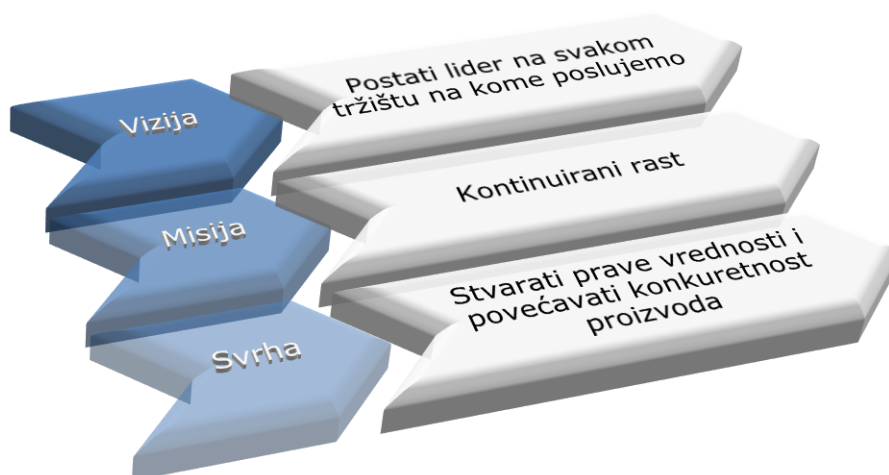 Vizija
Postati lider na svakom
tržištu na kome poslujemo
Misija
Kontinuirani rast
Svrha
Stvarati prave vrednosti i
povećavati konkuretnost
proizvoda